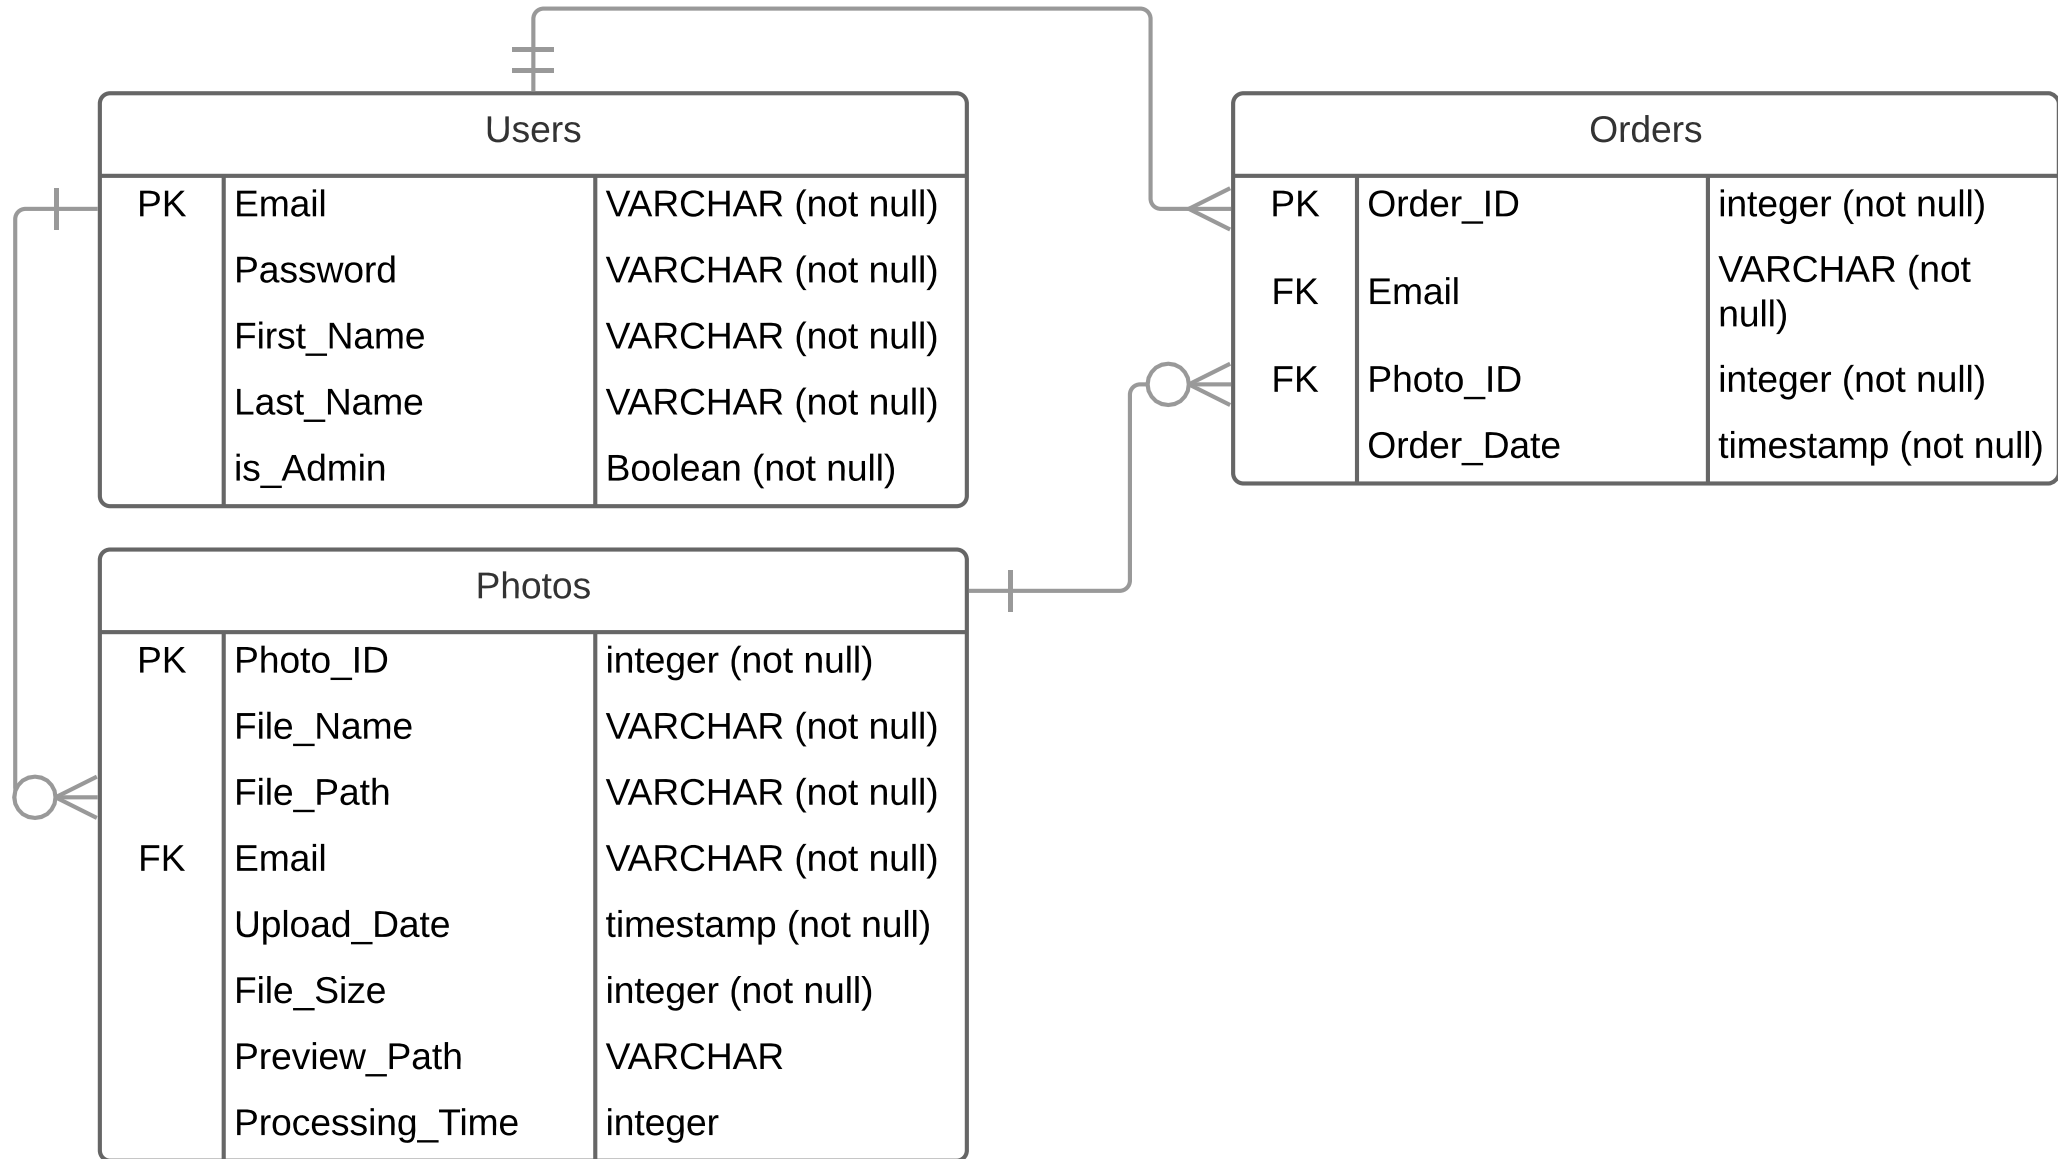 Users
PK Email VARCHAR (not null)
Password VARCHAR (not null)
First_Name VARCHAR (not null)
Last_Name VARCHAR (not null)
is_Admin Boolean (not null)
Orders
PK Order_ID integer (not null)
FK Email VARCHAR (not
null)
FK Photo_ID integer (not null)
Order_Date timestamp (not null)
Photos
PK Photo_ID integer (not null)
File_Name VARCHAR (not null)
File_Path VARCHAR (not null)
FK Email VARCHAR (not null)
Upload_Date timestamp (not null)
File_Size integer (not null)
Preview_Path VARCHAR
Processing_Time integer